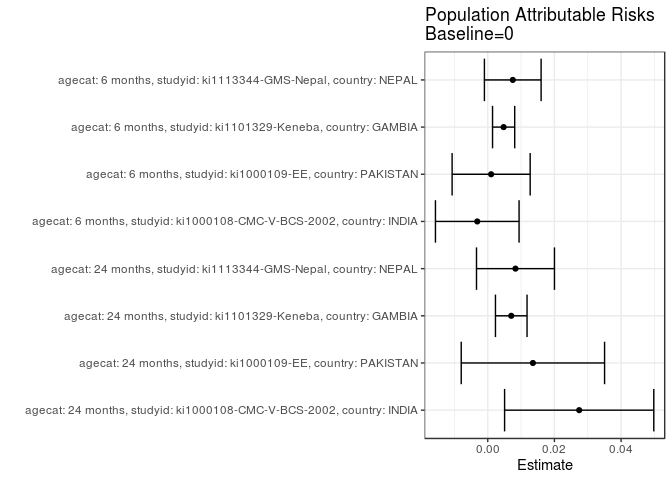 Population Attributable Risks
Baseline=0
agecat: 6 months, studyid: ki1113344-GMS-Nepal, country: NEPAL
agecat: 6 months, studyid: ki1101329-Keneba, country: GAMBIA
agecat: 6 months, studyid: ki1000109-EE, country: PAKISTAN
agecat: 6 months, studyid: ki1000108-CMC-V-BCS-2002, country: INDIA
agecat: 24 months, studyid: ki1113344-GMS-Nepal, country: NEPAL
agecat: 24 months, studyid: ki1101329-Keneba, country: GAMBIA
agecat: 24 months, studyid: ki1000109-EE, country: PAKISTAN
agecat: 24 months, studyid: ki1000108-CMC-V-BCS-2002, country: INDIA
0.00 0.02 0.04
Estimate